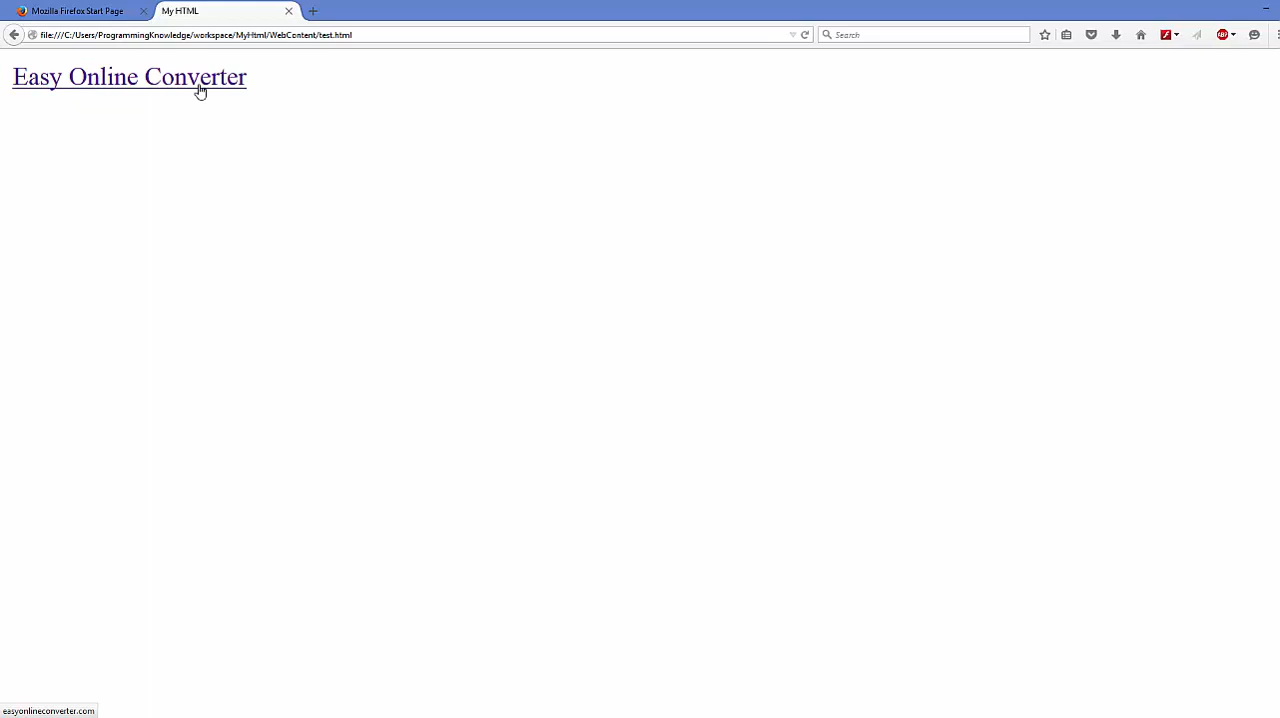 Mozilla Firefox Start Page
My HTML
file:///C:/Users/ProgrammingKnowledge/workspace/MyHtml/WebContent/test.html
Search
ABP
Easy Online Converter
easyonlineconverter.com